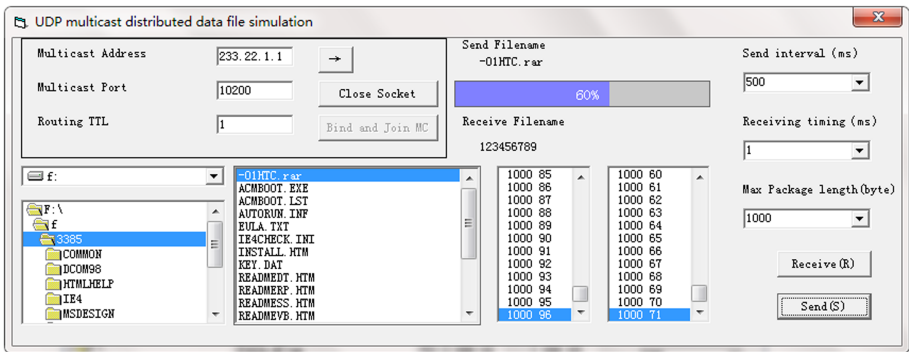 UDP multicast distributed data file simulation
Multicast Address
233.22.1.1
→
Multicast Port
10200
Close Socket
Routing TTL
1
Bind and Join MC
Send Filename
-01HTC.rar
60%
Receive Filename
123456789
Send interval (ms)
500
Receiving timing (ms)
1
Max Package length(byte)
1000
Receive(R)
Send(S)
f:
F:\
f
3385
COMMON
DCOM98
HTMLHELP
IE4
MSDESIGN
-01HTC.rar
ACMBOOT.EXE
ACMBOOT.LST
AUTORUN.INF
EULA.TXT
IE4CHECK.INI
INSTALL.HTM
KEY.DAT
READMEDT.HTM
READMERP.HTM
READMESS.HTM
READMEVB.HTM
1000 85
1000 86
1000 87
1000 88
1000 89
1000 90
1000 91
1000 92
1000 93
1000 94
1000 95
1000 96
1000 60
1000 61
1000 62
1000 63
1000 64
1000 65
1000 66
1000 67
1000 68
1000 69
1000 70
1000 71